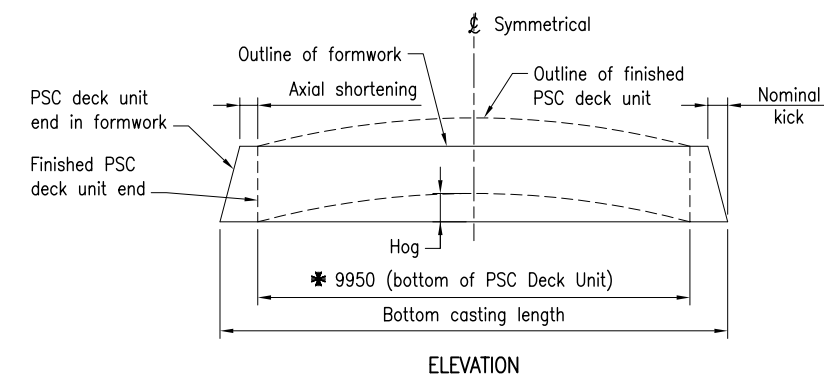 ℄ Symmetrical
Outline of formwork
Outline of finished
PSC deck unit
Axial shortening
PSC deck unit
end in formwork
Nominal
kick
Finished PSC
deck unit end
Hog
✱ 9950 (bottom of PSC Deck Unit)
Bottom casting length
ELEVATION